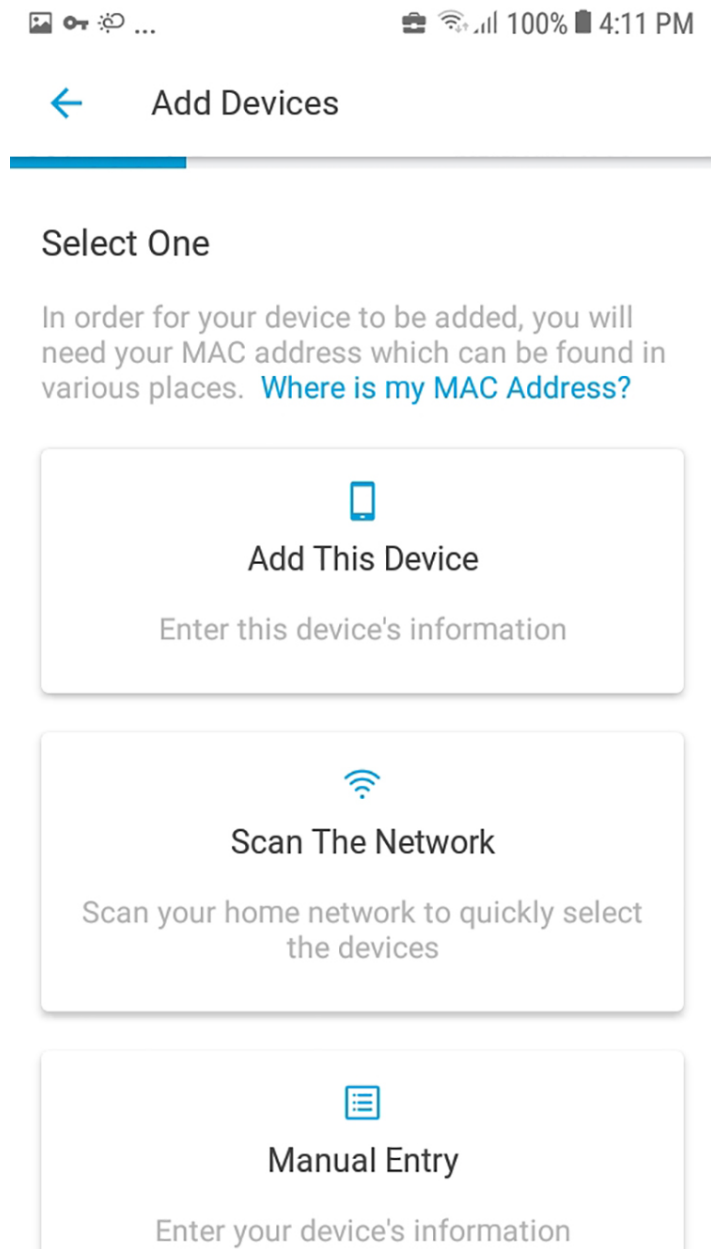 ... 100% 4:11 PM
Add Devices
Select One
In order for your device to be added, you will
need your MAC address which can be found in
various places. Where is my MAC Address?
Add This Device
Enter this device's information
Scan The Network
Scan your home network to quickly select
the devices
Manual Entry
Enter your device's information